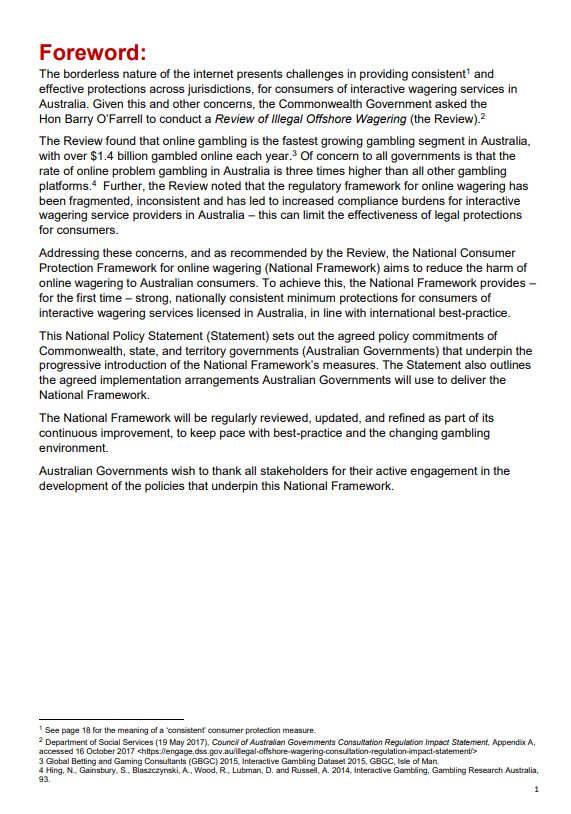 Foreword:
The borderless nature of the internet presents challenges in providing consistent1 and
effective protections across jurisdictions, for consumers of interactive wagering services in
Australia. Given this and other concerns, the Commonwealth Government asked the
Hon Barry O’Farrell to conduct a Review of Illegal Offshore Wagering (the Review).2
The Review found that online gambling is the fastest growing gambling segment in Australia,
with over $1.4 billion gambled online each year.3 Of concern to all governments is that the
rate of online problem gambling in Australia is three times higher than all other gambling
platforms.4 Further, the Review noted that the regulatory framework for online wagering has
been fragmented, inconsistent and has led to increased compliance burdens for interactive
wagering service providers in Australia – this can limit the effectiveness of legal protections
for consumers.
Addressing these concerns, and as recommended by the Review, the National Consumer
Protection Framework for online wagering (National Framework) aims to reduce the harm of
online wagering to Australian consumers. To achieve this, the National Framework provides –
for the first time – strong, nationally consistent minimum protections for consumers of
interactive wagering services licensed in Australia, in line with international best-practice.
This National Policy Statement (Statement) sets out the agreed policy commitments of
Commonwealth, state, and territory governments (Australian Governments) that underpin the
progressive introduction of the National Framework’s measures. The Statement also outlines
the agreed implementation arrangements Australian Governments will use to deliver the
National Framework.
The National Framework will be regularly reviewed, updated, and refined as part of its
continuous improvement, to keep pace with best-practice and the changing gambling
environment.
Australian Governments wish to thank all stakeholders for their active engagement in the
development of the policies that underpin this National Framework.
1 See page 18 for the meaning of a ‘consistent’ consumer protection measure.
2 Department of Social Services (19 May 2017), Council of Australian Governments Consultation Regulation Impact Statement, Appendix A,
accessed 16 October 2017 <https://engage.dss.gov.au/illegal-offshore-wagering-consultation-regulation-impact-statement/>
3 Global Betting and Gaming Consultants (GBGC) 2015, Interactive Gambling Dataset 2015, GBGC, Isle of Man.
4 Hing, N., Gainsbury, S., Blaszczynski, A., Wood, R., Lubman, D. and Russell, A. 2014, Interactive Gambling, Gambling Research Australia,
93.
1